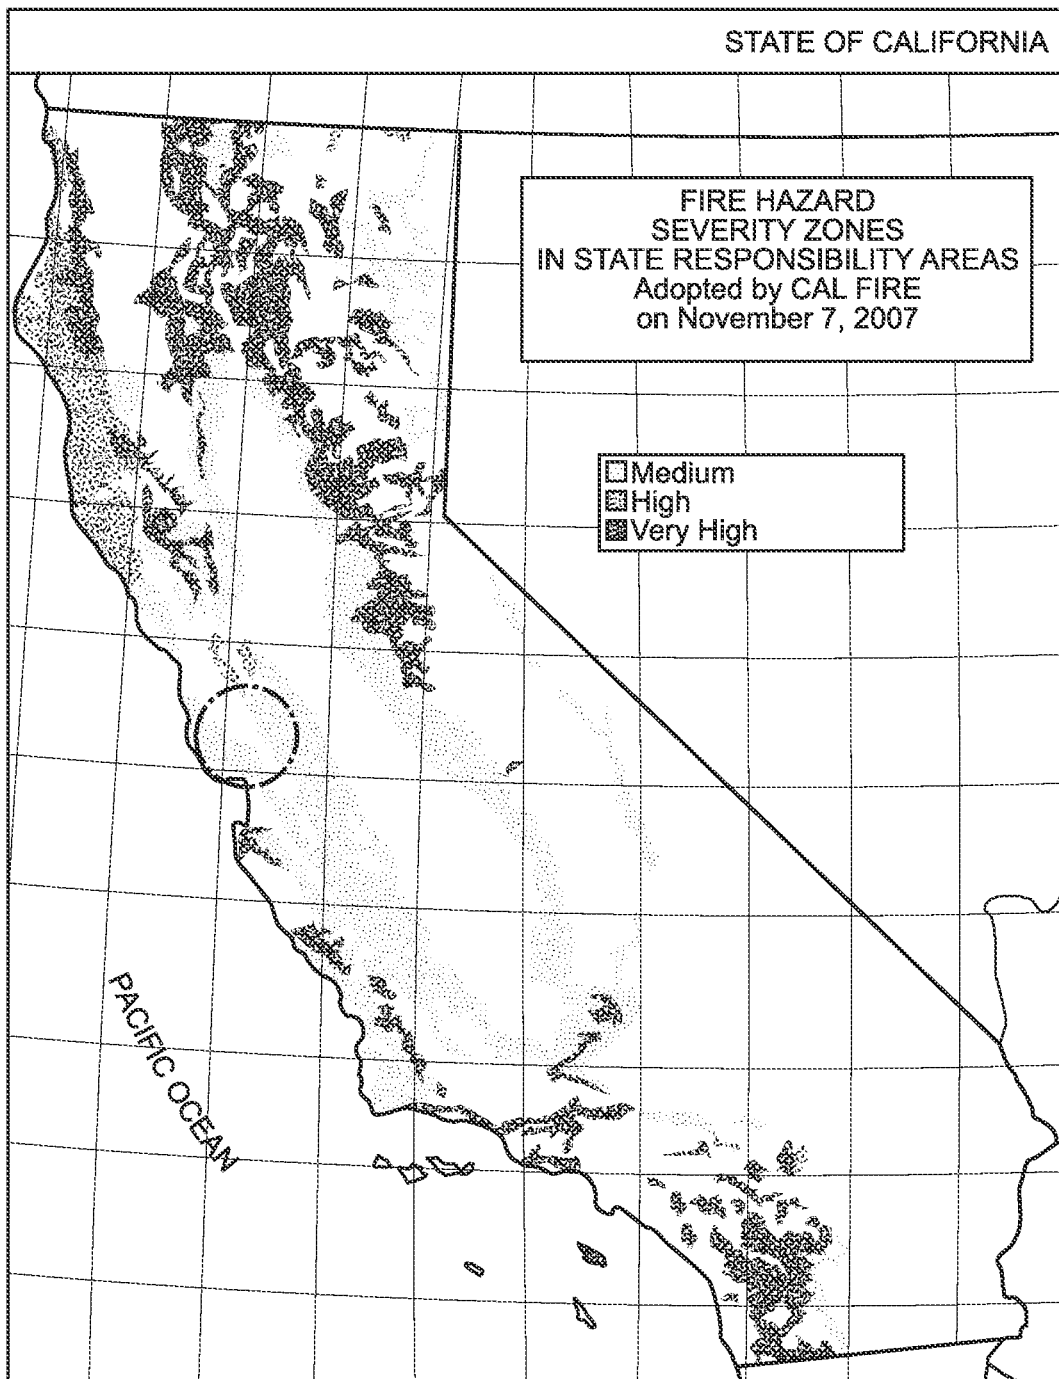 STATE OF CALIFORNIA
FIRE HAZARD
SEVERITY ZONES
IN STATE RESPONSIBILITY AREAS
Adopted by CAL FIRE
on November 7, 2007
Medium
High
Very High
PACIFIC OCEAN